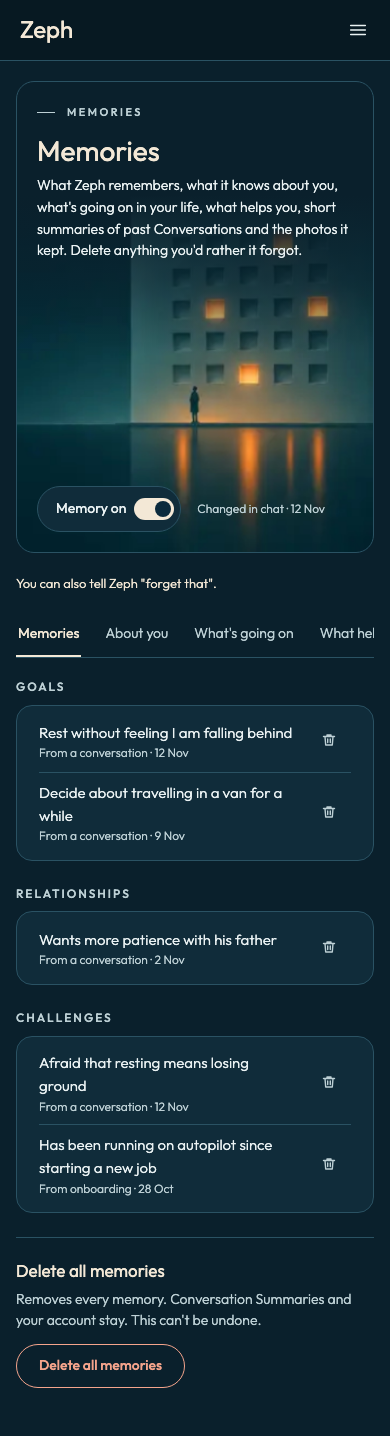 Zeph
MEMORIES
Memories
What Zeph remembers, what it knows about you,
what's going on in your life, what helps you, short
summaries of past Conversations and the photos it
kept. Delete anything you'd rather it forgot.
Memory on
Changed in chat · 12 Nov
You can also tell Zeph "forget that".
Memories
About you
What's going on
What hel
GOALS
Rest without feeling I am falling behind
From a conversation · 12 Nov
Decide about travelling in a van for a
while
From a conversation · 9 Nov
RELATIONSHIPS
Wants more patience with his father
From a conversation · 2 Nov
CHALLENGES
Afraid that resting means losing
ground
From a conversation · 12 Nov
Has been running on autopilot since
starting a new job
From onboarding · 28 Oct
Delete all memories
Removes every memory. Conversation Summaries and
your account stay. This can't be undone.
Delete all memories